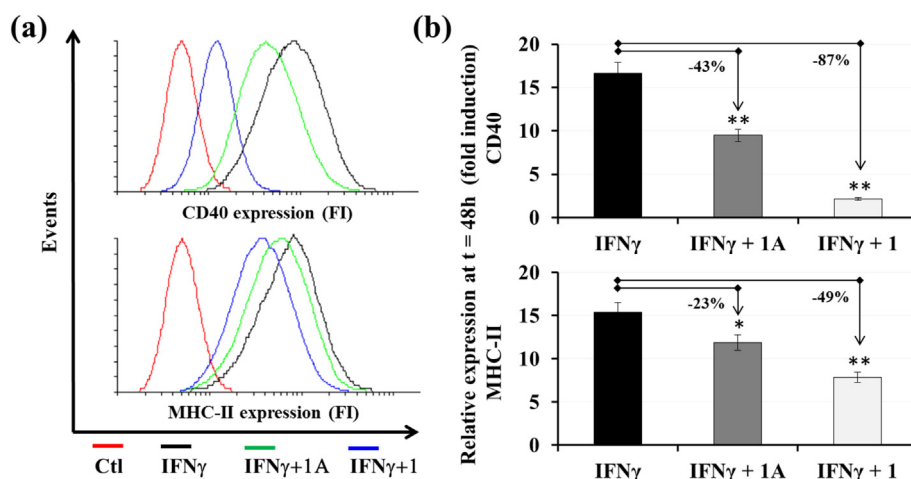 (a)
Events
CD40 expression (FI)
MHC-II expression (FI)
Ctl
IFNγ
IFNγ+1A
IFNγ+1
(b)
Relative expression at t = 48h (fold induction)
CD40
20
15
10
5
0
-43%
-87%
**
**
IFNγ
IFNγ + 1A
IFNγ + 1
MHC-II
20
15
10
5
0
-23%
-49%
*
**
IFNγ
IFNγ + 1A
IFNγ + 1